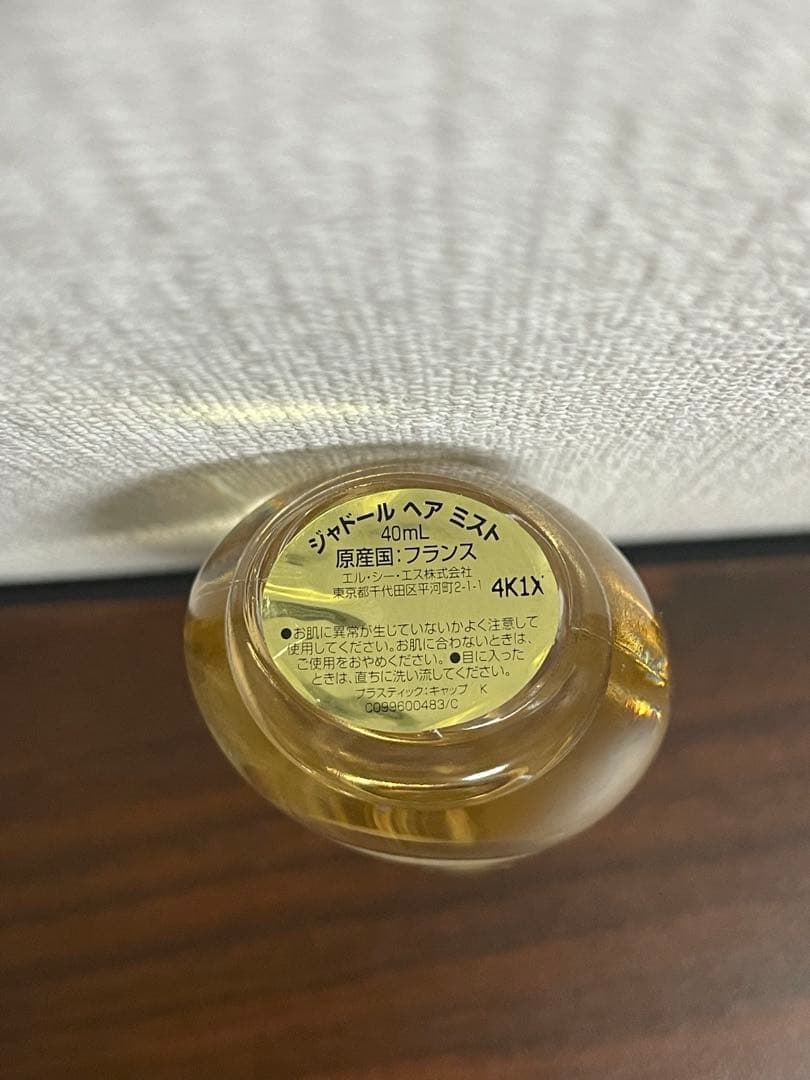 ジャドール ヘア ミスト
40mL
原産国:フランス
エル・シー・エス株式会社
東京都千代田区平河町2-1-1
4K1X
●お肌に異常が生じていないかよく注意して
使用してください。お肌に合わないときは、
ご使用をおやめください。●目に入った
ときは、直ちに洗い流してください。
プラスティック:キャップ K
C099600483/C